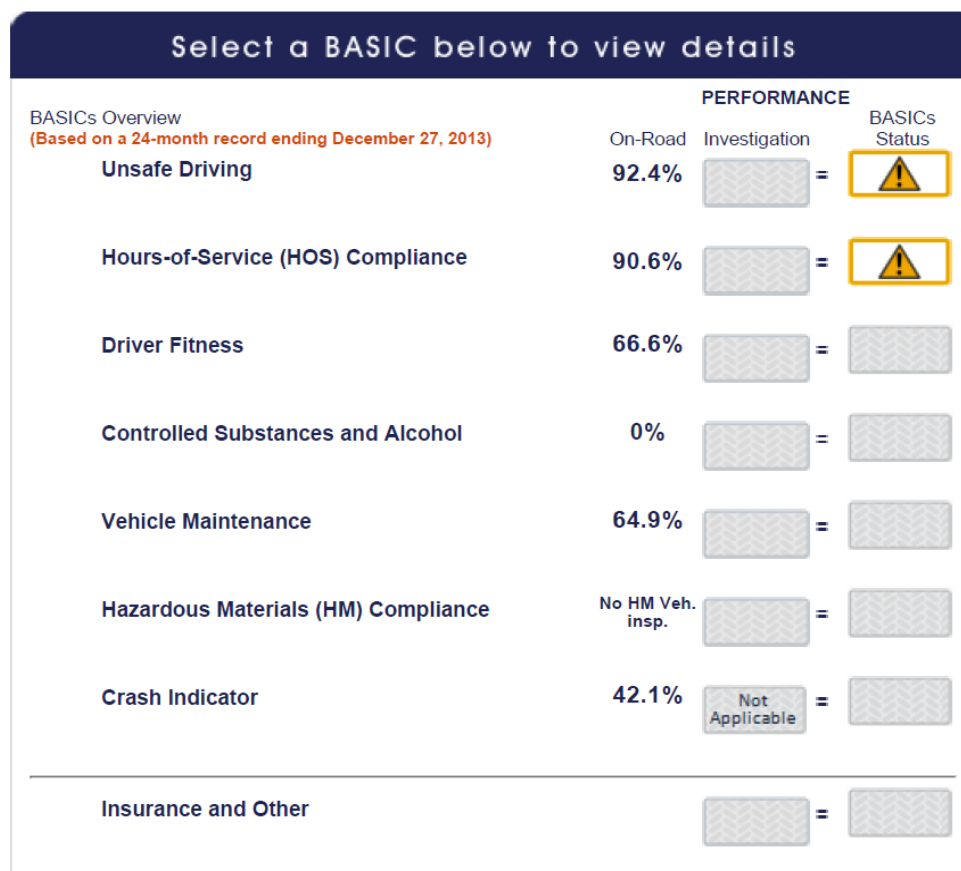 Select a BASIC below to view details
PERFORMANCE
BASICs Overview
BASICs
(Based on a 24-month record ending December 27, 2013)
On-Road Investigation Status
Unsafe Driving 92.4% =
Hours-of-Service (HOS) Compliance 90.6% =
Driver Fitness 66.6% =
Controlled Substances and Alcohol 0% =
Vehicle Maintenance 64.9% =
Hazardous Materials (HM) Compliance No HM Veh. =
insp.
Crash Indicator 42.1% Not =
Applicable
Insurance and Other =